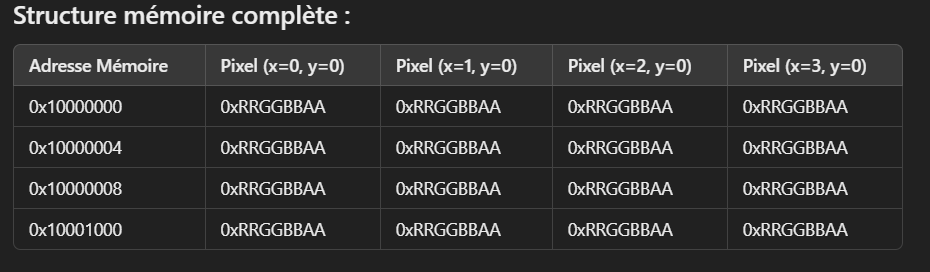 Structure mémoire complète :
Adresse Mémoire Pixel (x=0, y=0) Pixel (x=1, y=0) Pixel (x=2, y=0) Pixel (x=3, y=0)
0x10000000 0xRRGGBBAA 0xRRGGBBAA 0xRRGGBBAA 0xRRGGBBAA
0x10000004 0xRRGGBBAA 0xRRGGBBAA 0xRRGGBBAA 0xRRGGBBAA
0x10000008 0xRRGGBBAA 0xRRGGBBAA 0xRRGGBBAA 0xRRGGBBAA
0x10001000 0xRRGGBBAA 0xRRGGBBAA 0xRRGGBBAA 0xRRGGBBAA